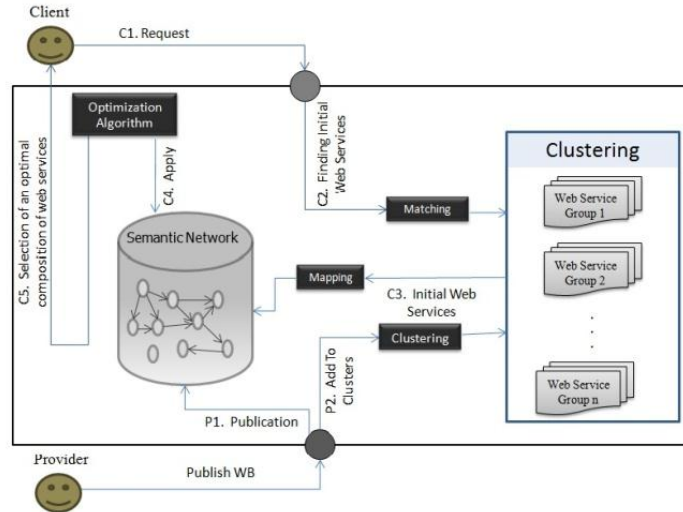 Client
C1. Request
Optimization
Algorithm
C5. Selection of an optimal
composition of web services
C4. Apply
C2. Finding Initial
Web Services
Clustering
Matching
Web Service
Group 1
Semantic Network
Mapping
Web Service
Group 2
C3. Initial Web
Services
Clustering
.
.
.
P2. Add To
Clusters
Web Service
Group n
P1. Publication
Provider
Publish WB